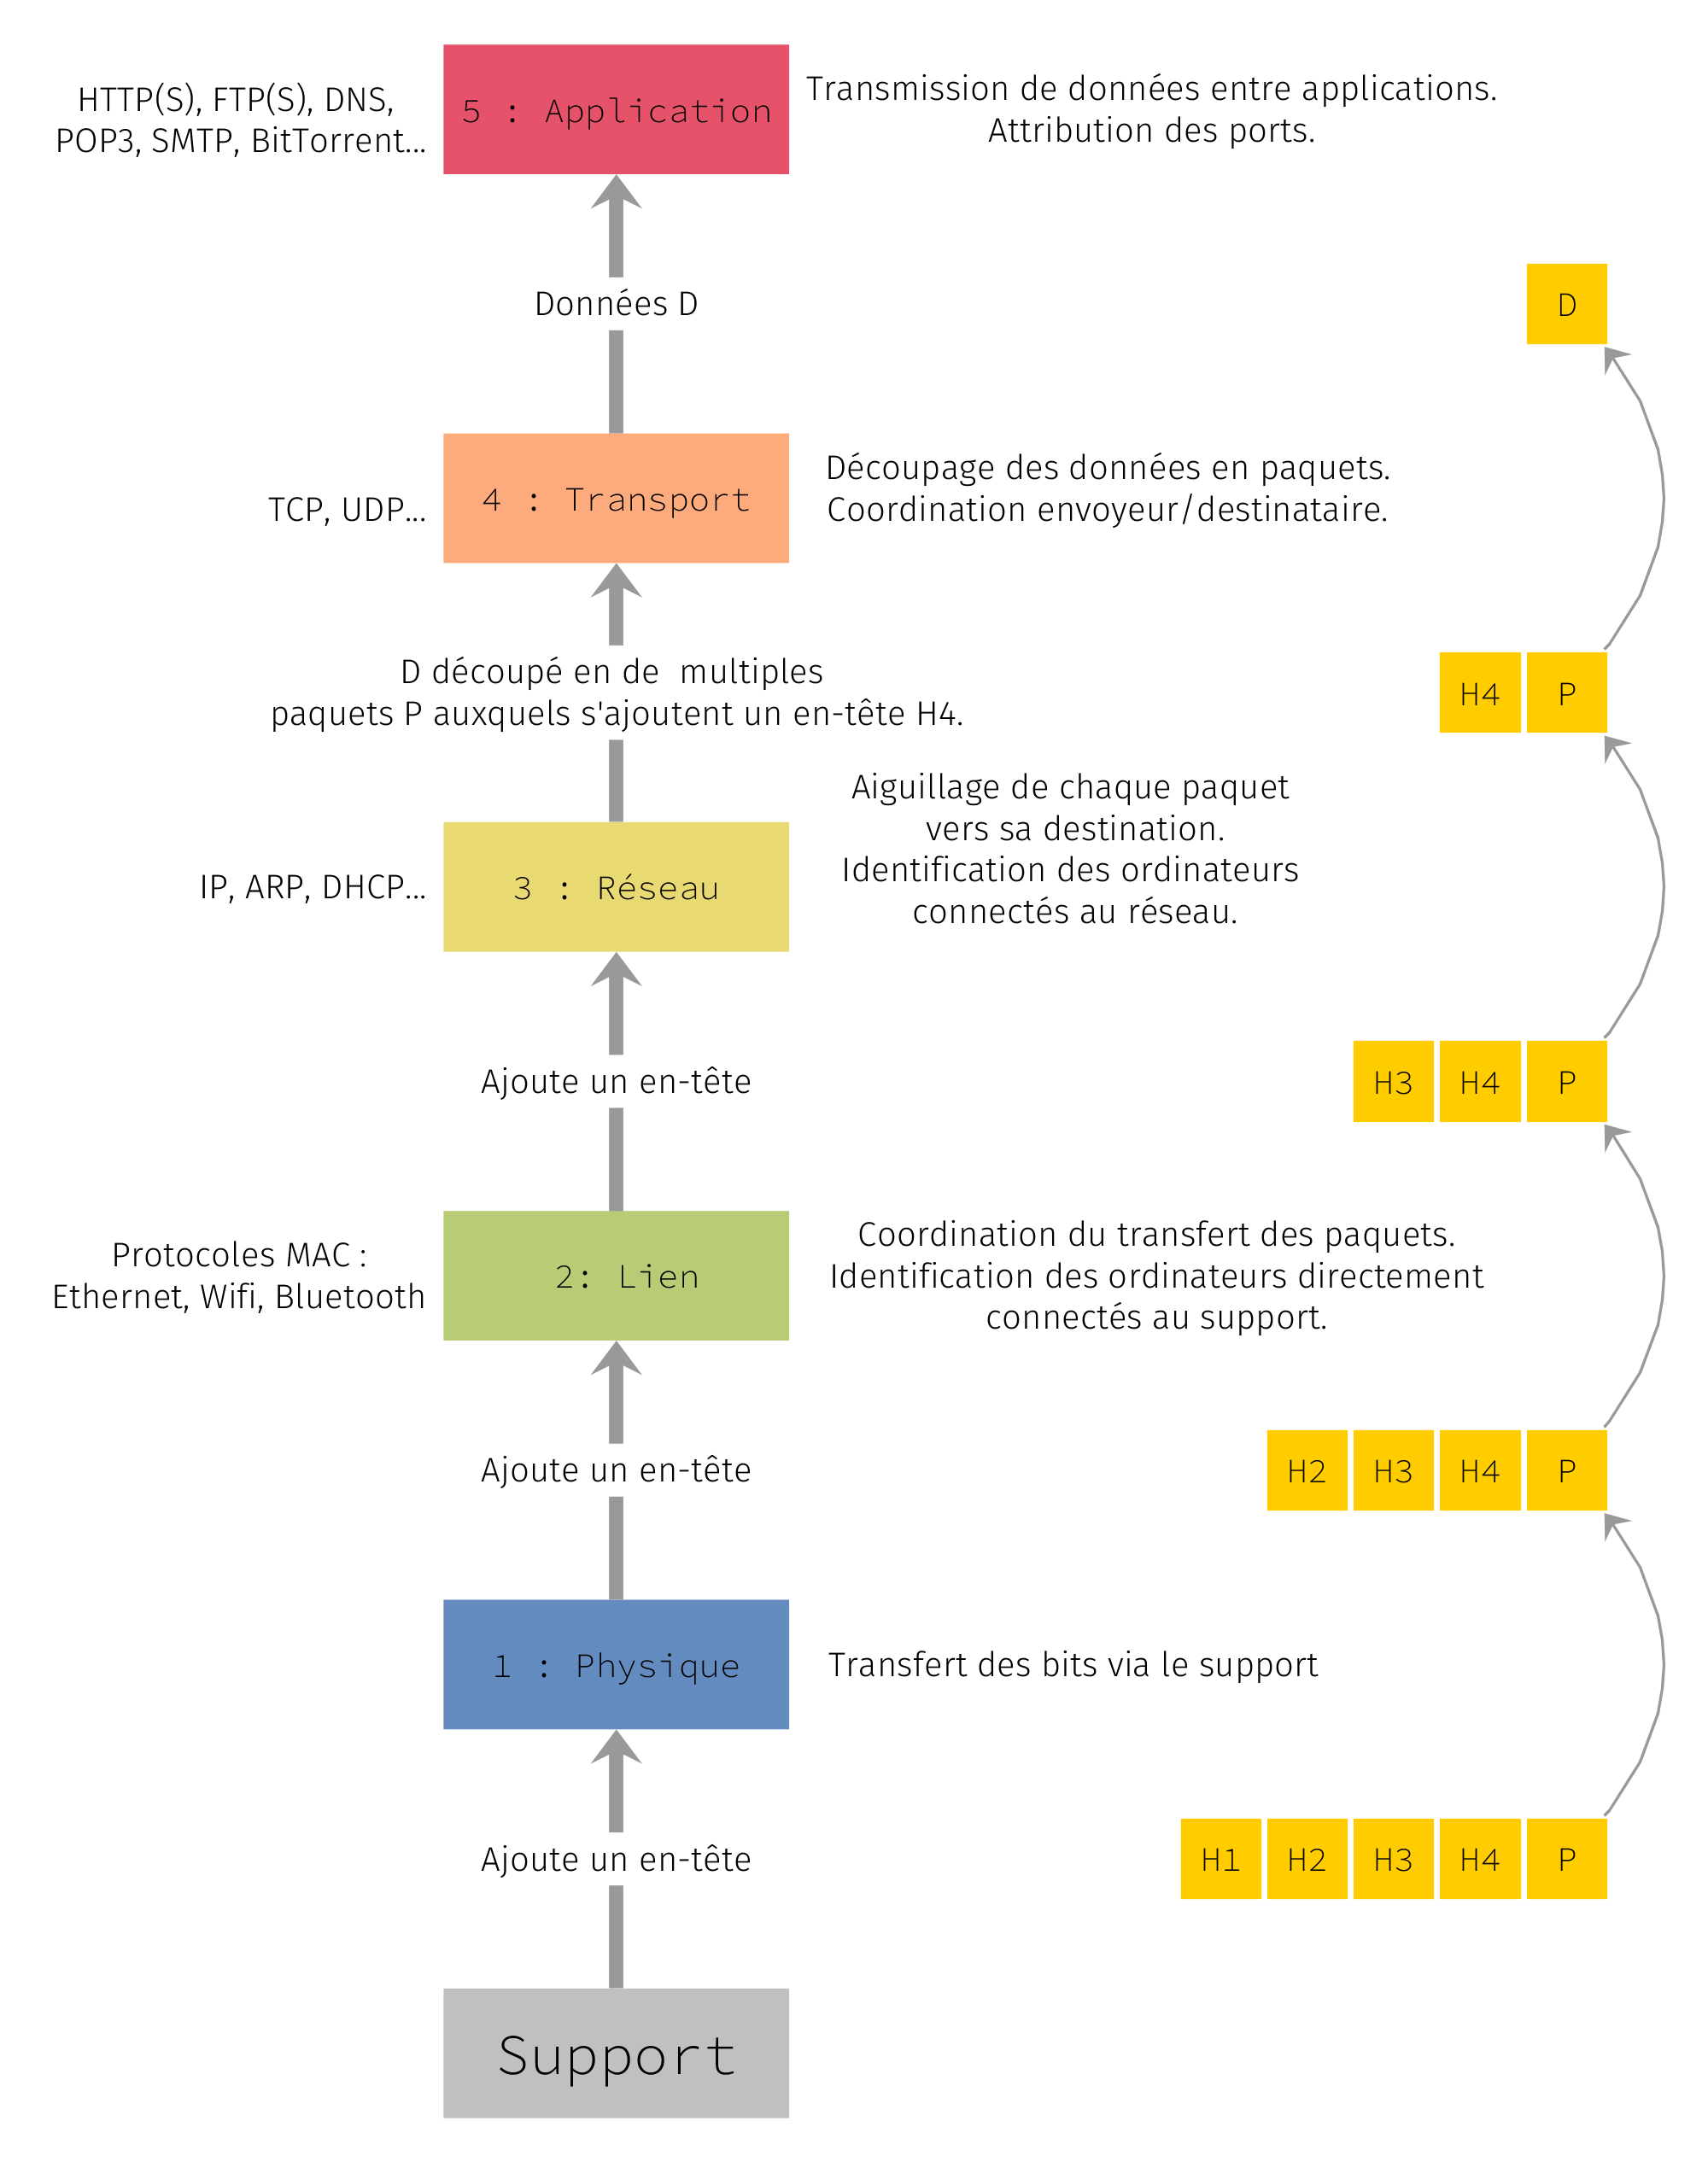 HTTP(S), FTP(S), DNS,
POP3, SMTP, BitTorrent...
5 : Application
Transmission de données entre applications.
Attribution des ports.
Données D
D
TCP, UDP...
4 : Transport
Découpage des données en paquets.
Coordination envoyeur/destinataire.
D découpé en de  multiples
paquets P auxquels s'ajoutent un en-tête H4.
H4 P
IP, ARP, DHCP...
3 : Réseau
Aiguillage de chaque paquet
vers sa destination.
Identification des ordinateurs
connectés au réseau.
Ajoute un en-tête
H3 H4 P
Protocoles MAC :
Ethernet, Wifi, Bluetooth
2: Lien
Coordination du transfert des paquets.
Identification des ordinateurs directement
connectés au support.
Ajoute un en-tête
H2 H3 H4 P
1 : Physique
Transfert des bits via le support
Ajoute un en-tête
H1 H2 H3 H4 P
Support